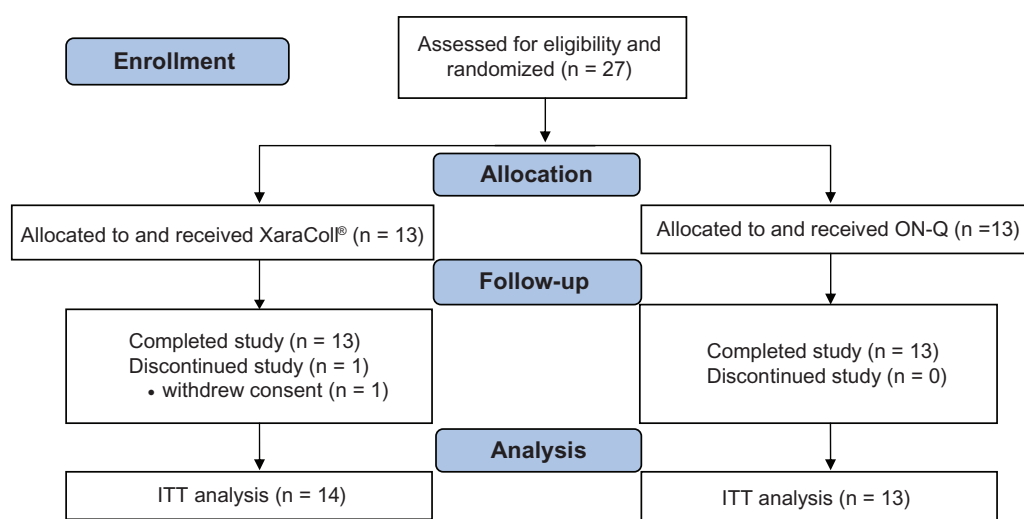 Enrollment
Assessed for eligibility and
randomized (n = 27)
Allocation
Allocated to and received XaraColl® (n = 13)
Allocated to and received ON-Q (n =13)
Follow-up
Completed study (n = 13)
Discontinued study (n = 1)
• withdrew consent (n = 1)
Completed study (n = 13)
Discontinued study (n = 0)
Analysis
ITT analysis (n = 14)
ITT analysis (n = 13)